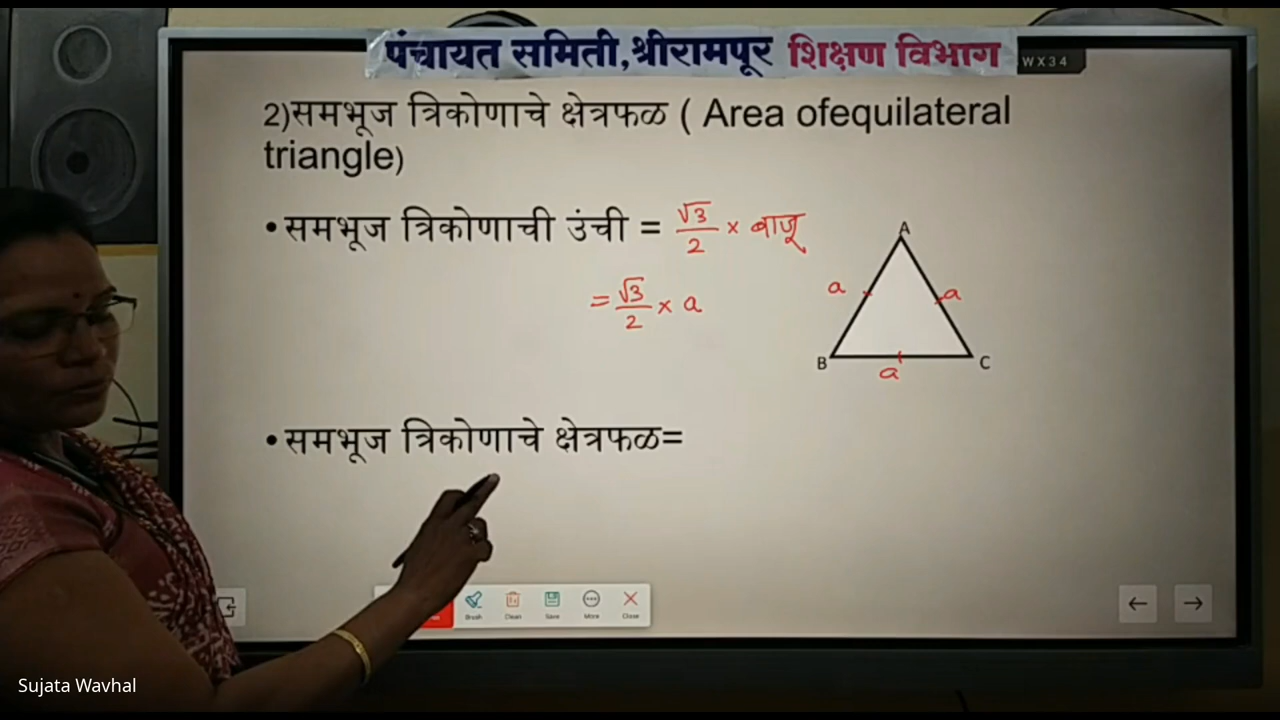 पंचायत समिती,श्रीरामपूर शिक्षण विभाग
WX34
2)समभूज त्रिकोणाचे क्षेत्रफळ ( Area ofequilateral
triangle)
• समभूज त्रिकोणाची उंची = √3/2 × बाजू
= √3/2 × a
A
a
a
B
C
a
• समभूज त्रिकोणाचे क्षेत्रफळ=
Brush Clean Save More Close
Sujata Wavhal